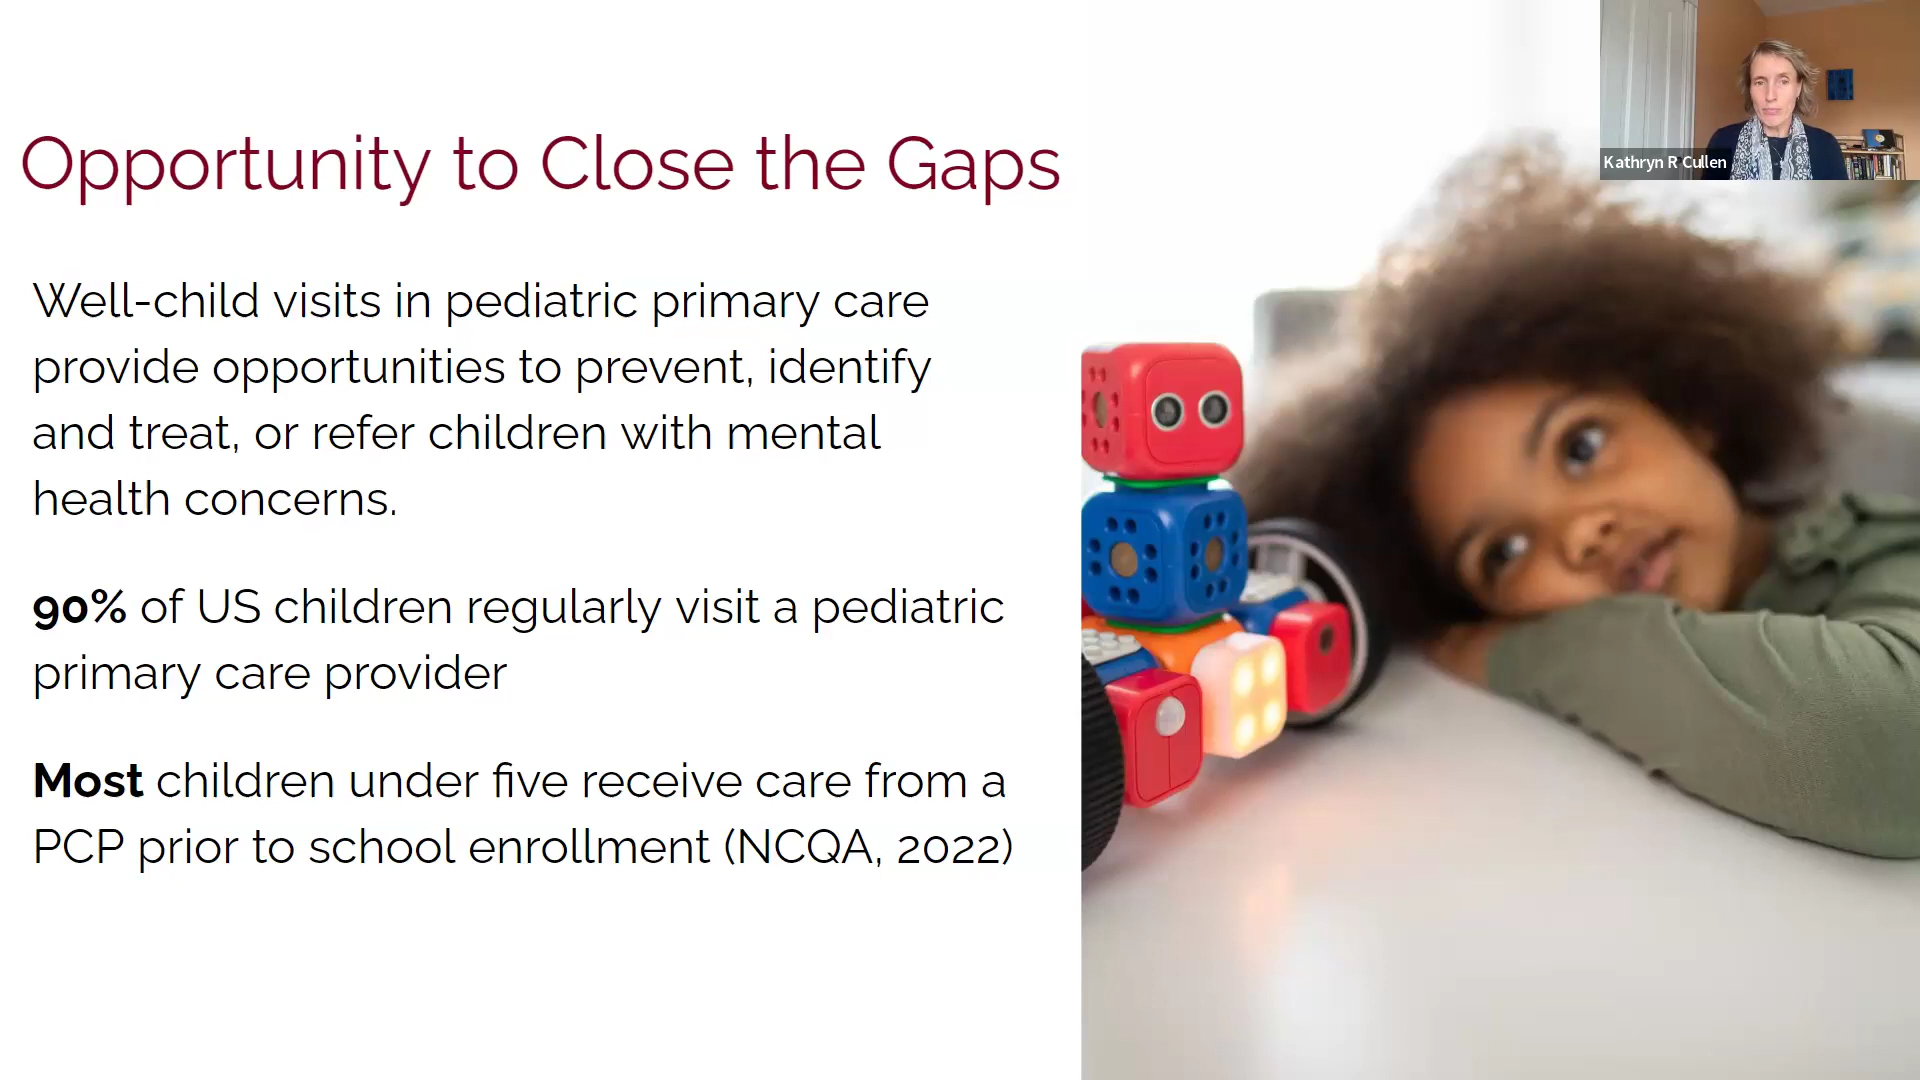 Kathryn R Cullen
Opportunity to Close the Gaps
Well-child visits in pediatric primary care
provide opportunities to prevent, identify
and treat, or refer children with mental
health concerns.
90% of US children regularly visit a pediatric
primary care provider
Most children under five receive care from a
PCP prior to school enrollment (NCQA, 2022)